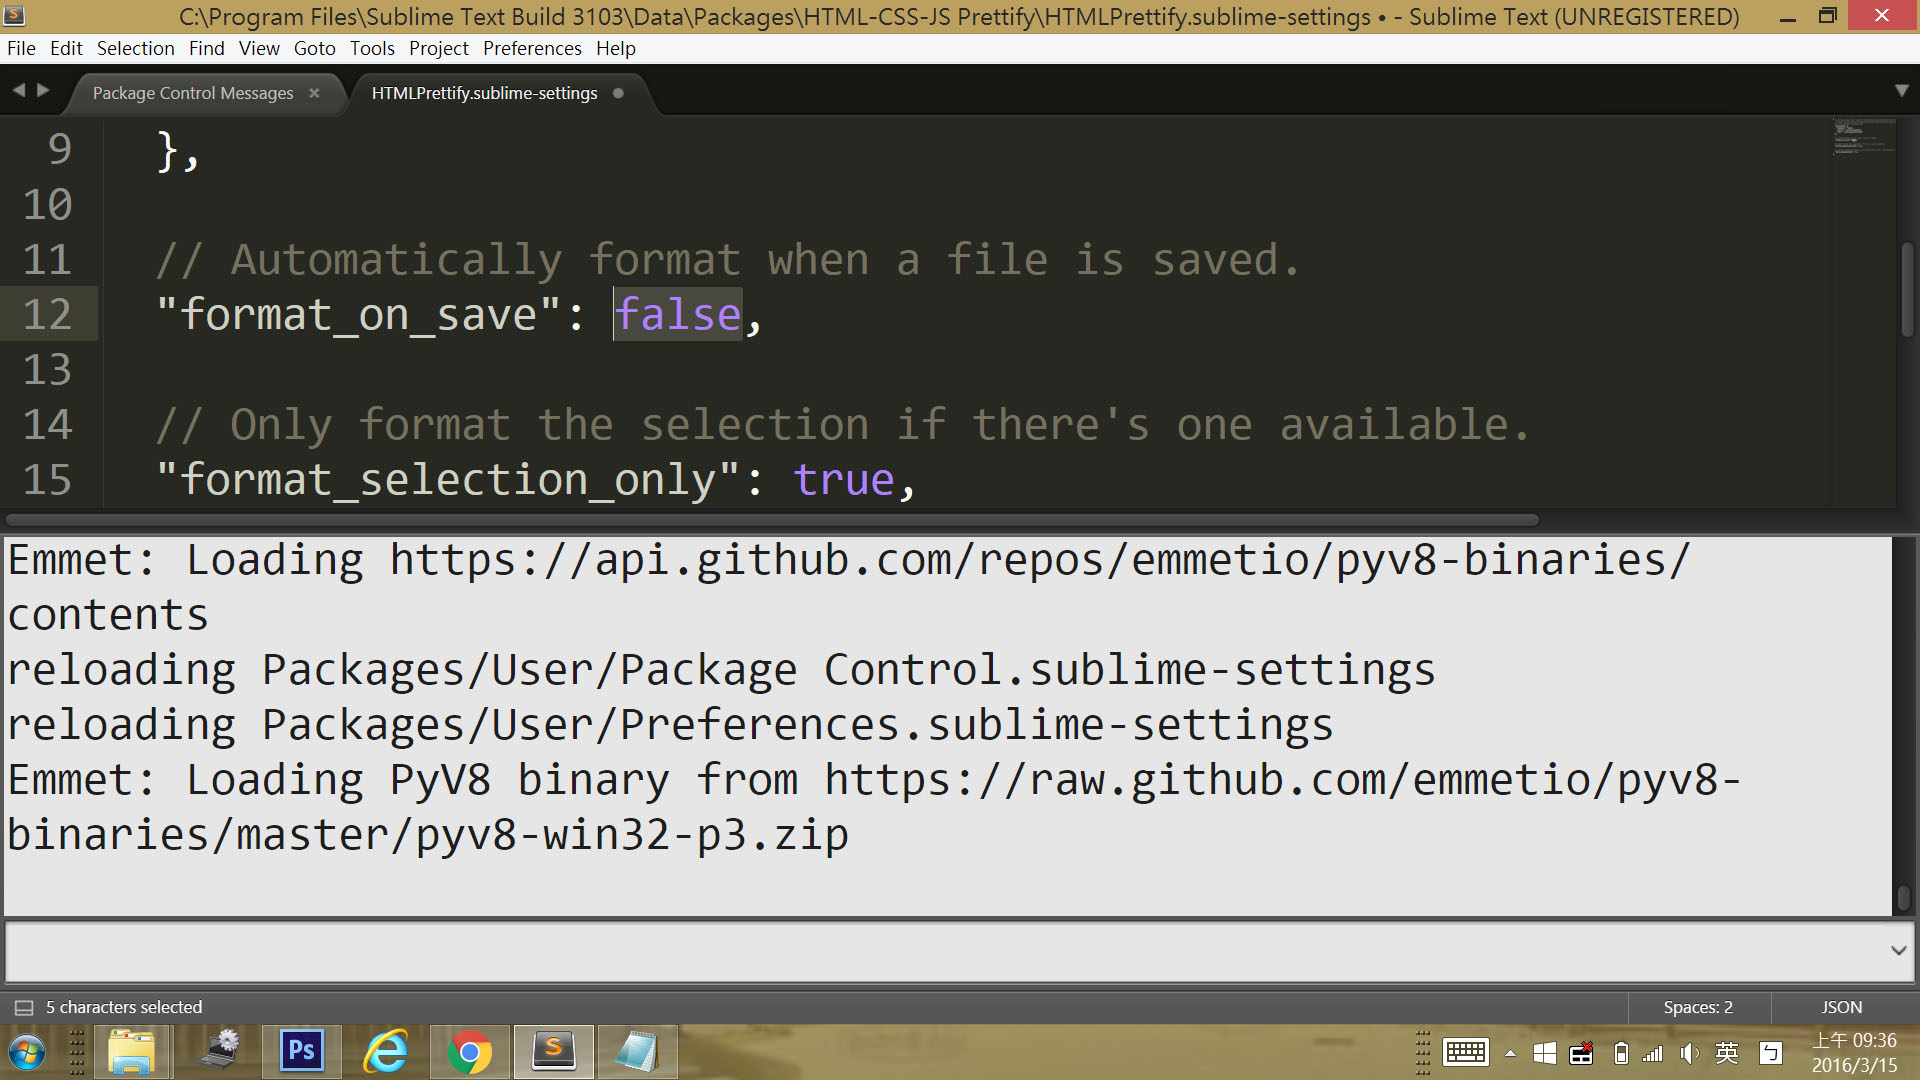 C:\Program Files\Sublime Text Build 3103\Data\Packages\HTML-CSS-JS Prettify\HTMLPrettify.sublime-settings • - Sublime Text (UNREGISTERED)
File Edit Selection Find View Goto Tools Project Preferences Help
Package Control Messages × HTMLPrettify.sublime-settings
9 },
10
11 // Automatically format when a file is saved.
12 "format_on_save": false,
13
14 // Only format the selection if there's one available.
15 "format_selection_only": true,
Emmet: Loading https://api.github.com/repos/emmetio/pyv8-binaries/
contents
reloading Packages/User/Package Control.sublime-settings
reloading Packages/User/Preferences.sublime-settings
Emmet: Loading PyV8 binary from https://raw.github.com/emmetio/pyv8-
binaries/master/pyv8-win32-p3.zip
5 characters selected Spaces: 2 JSON
Ps S 英 ㄅ 上午 09:36
2016/3/15